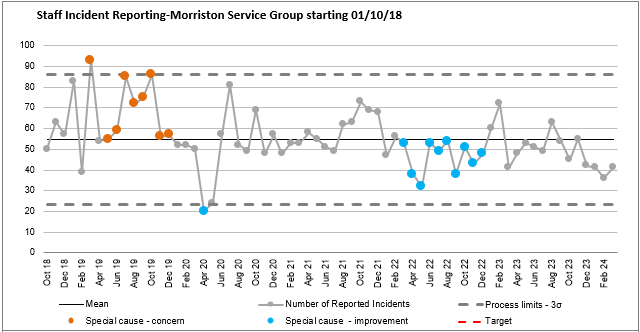 Staff Incident Reporting-Morriston Service Group starting 01/10/18
100
90
80
70
60
50
40
30
20
10
0
Oct 18
Dec 18
Feb 19
Apr 19
Jun 19
Aug 19
Oct 19
Dec 19
Feb 20
Apr 20
Jun 20
Aug 20
Oct 20
Dec 20
Feb 21
Apr 21
Jun 21
Aug 21
Oct 21
Dec 21
Feb 22
Apr 22
Jun 22
Aug 22
Oct 22
Dec 22
Feb 23
Apr 23
Jun 23
Aug 23
Oct 23
Dec 23
Feb 24
Mean
Number of Reported Incidents
Process limits - 3σ
Special cause - concern
Special cause - improvement
Target